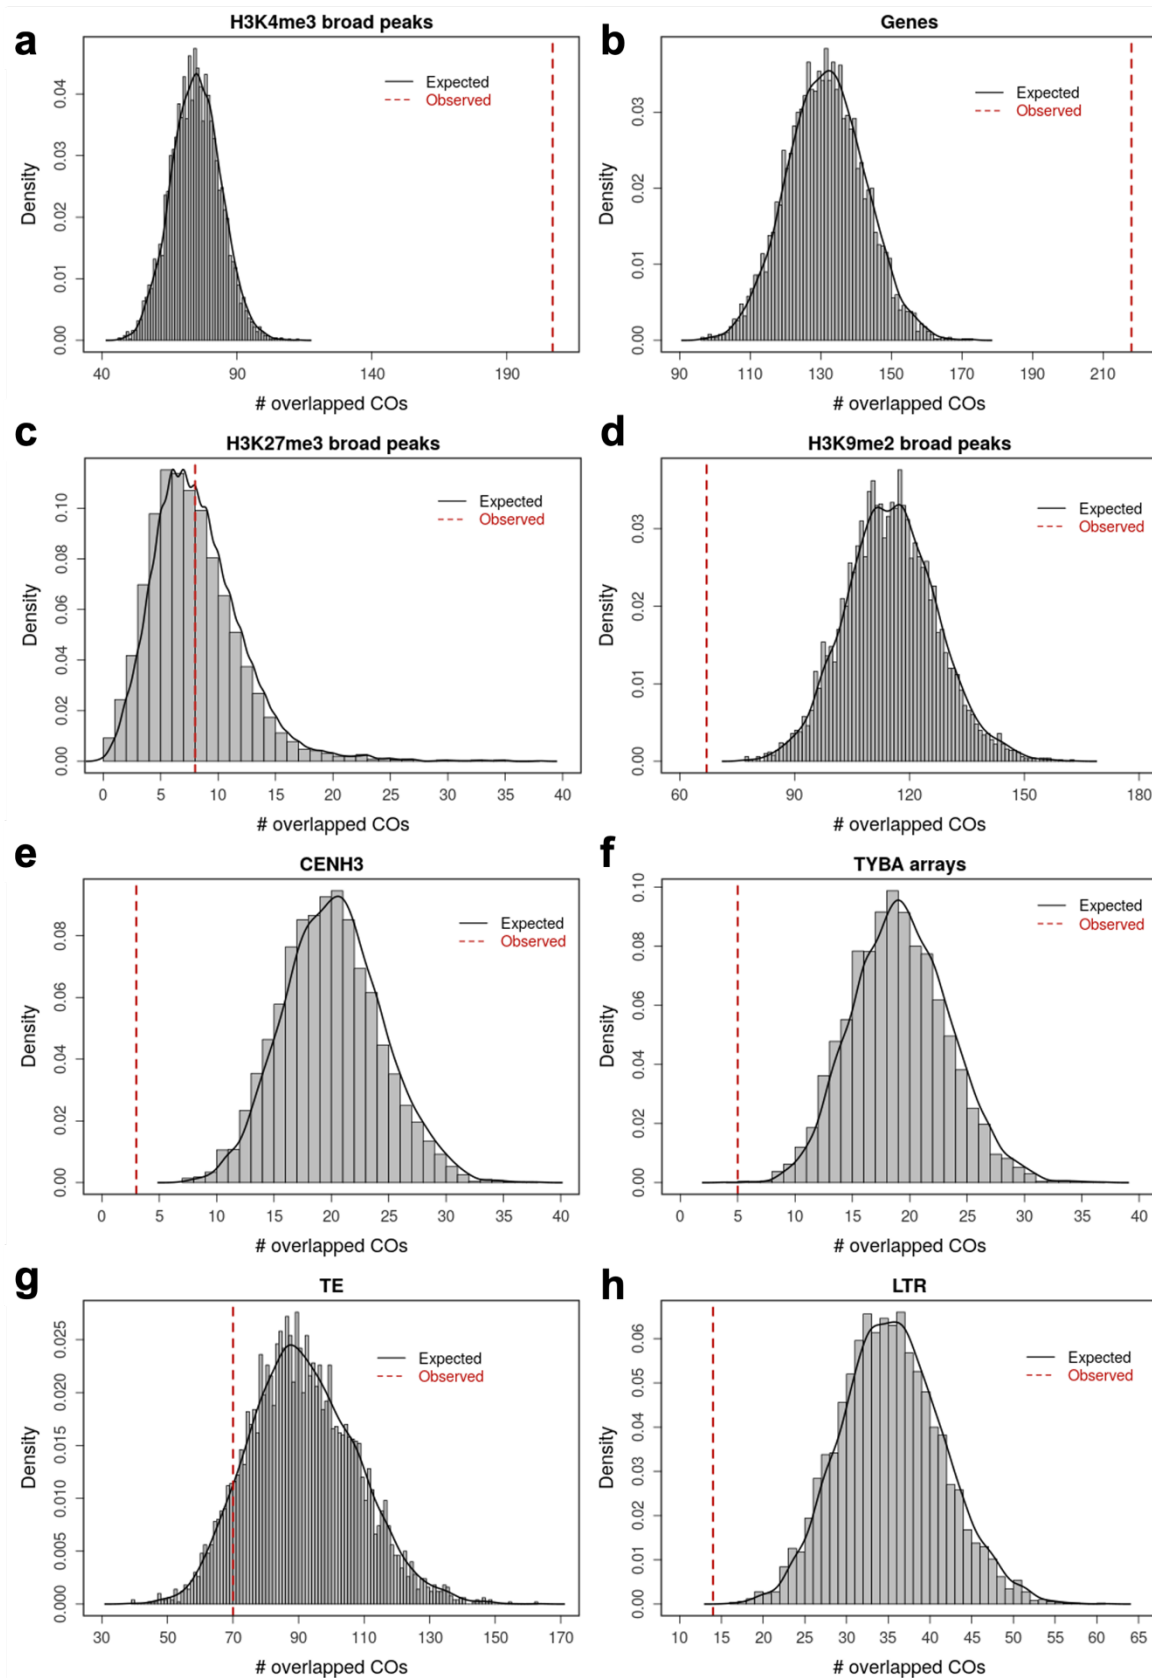 a
H3K4me3 broad peaks
Density
0.00 0.01 0.02 0.03 0.04
Expected
Observed
40 90 140 190
# overlapped COs
b
Genes
Density
0.00 0.01 0.02 0.03
Expected
Observed
90 110 130 150 170 190 210
# overlapped COs
c
H3K27me3 broad peaks
Density
0.00 0.02 0.04 0.06 0.08 0.10
Expected
Observed
0 5 10 15 20 25 30 35 40
# overlapped COs
d
H3K9me2 broad peaks
Density
0.00 0.01 0.02 0.03
Expected
Observed
60 90 120 150 180
# overlapped COs
e
CENH3
Density
0.00 0.02 0.04 0.06 0.08
Expected
Observed
0 5 10 15 20 25 30 35 40
# overlapped COs
f
TYBA arrays
Density
0.00 0.02 0.04 0.06 0.08 0.10
Expected
Observed
0 5 10 15 20 25 30 35 40
# overlapped COs
g
TE
Density
0.000 0.005 0.010 0.015 0.020 0.025
Expected
Observed
30 50 70 90 110 130 150 170
# overlapped COs
h
LTR
Density
0.00 0.01 0.02 0.03 0.04 0.05 0.06
Expected
Observed
10 15 20 25 30 35 40 45 50 55 60 65
# overlapped COs